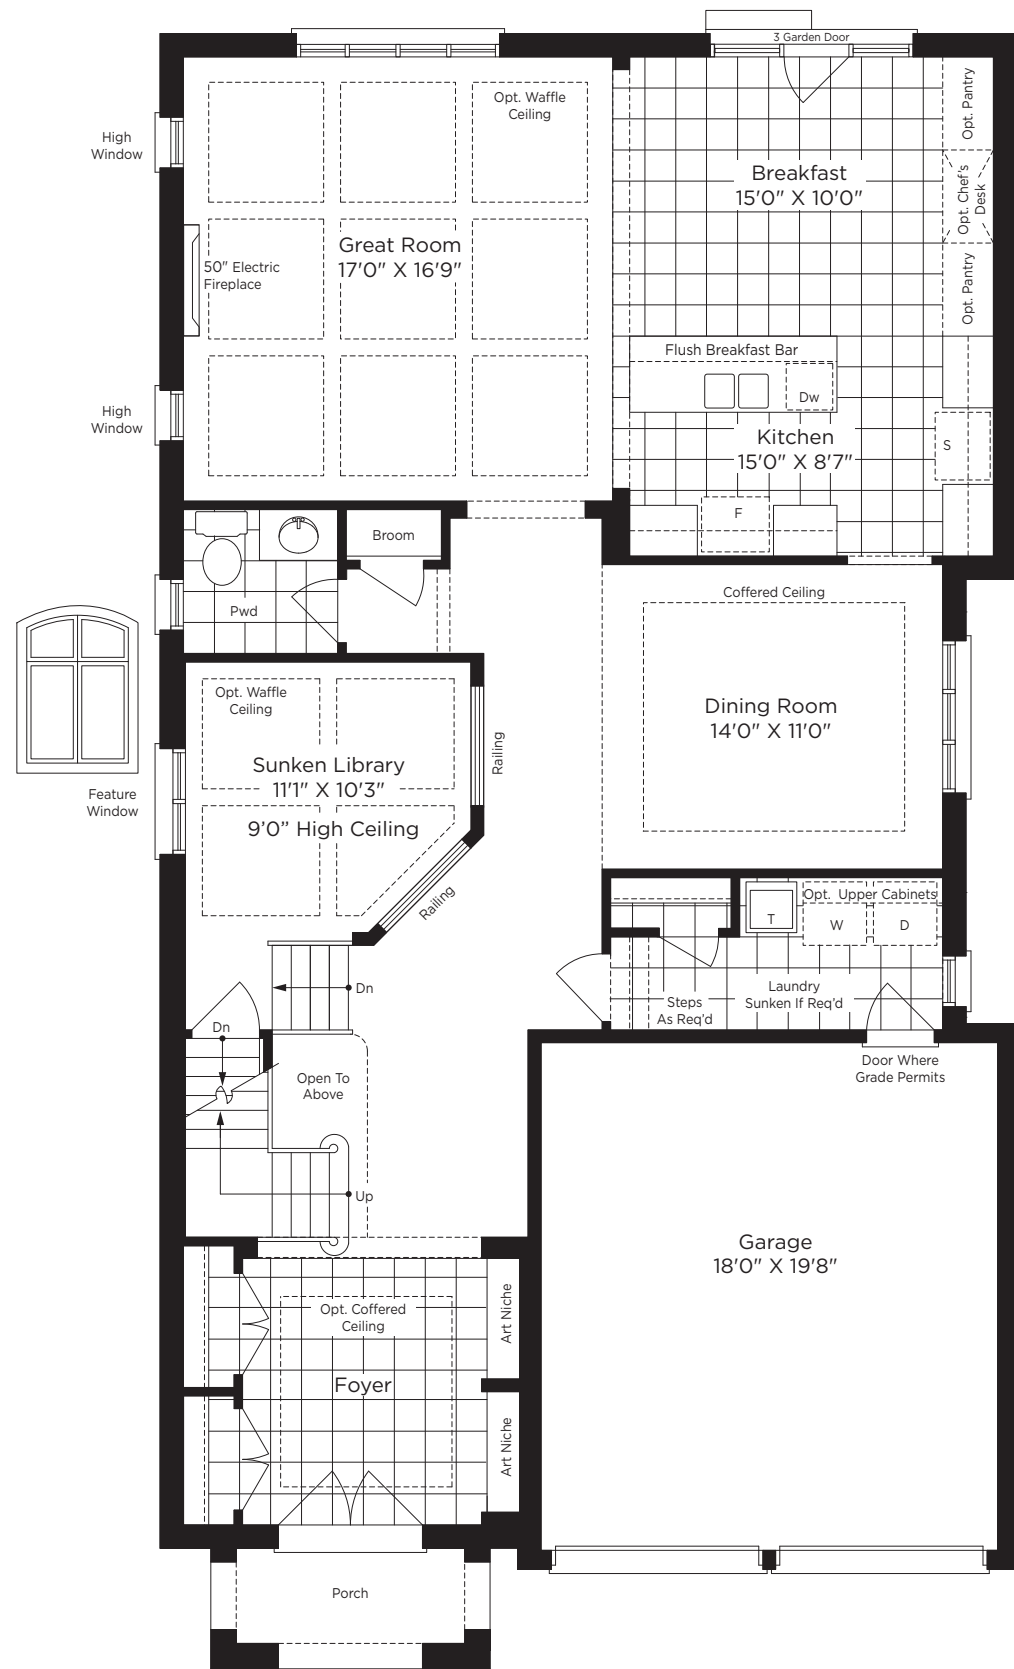 3 Garden Door
Opt. Waffle
Ceiling
High
Window
Opt. Pantry
Breakfast
15'0" X 10'0"
Opt. Chef's
Desk
Great Room
17'0" X 16'9"
50" Electric
Fireplace
Opt. Pantry
Flush Breakfast Bar
Dw
High
Window
Kitchen
15'0" X 8'7"
S
F
Broom
Pwd
Coffered Ceiling
Opt. Waffle
Ceiling
Dining Room
14'0" X 11'0"
Railing
Sunken Library
11'1" X 10'3"
9'0” High Ceiling
Feature
Window
Railing
Opt. Upper Cabinets
T
W
D
Dn
Laundry
Sunken If Req'd
Steps
As Req'd
Dn
Open To
Above
Door Where
Grade Permits
Up
Garage
18'0" X 19'8"
Opt. Coffered
Ceiling
Art Niche
Foyer
Art Niche
Porch